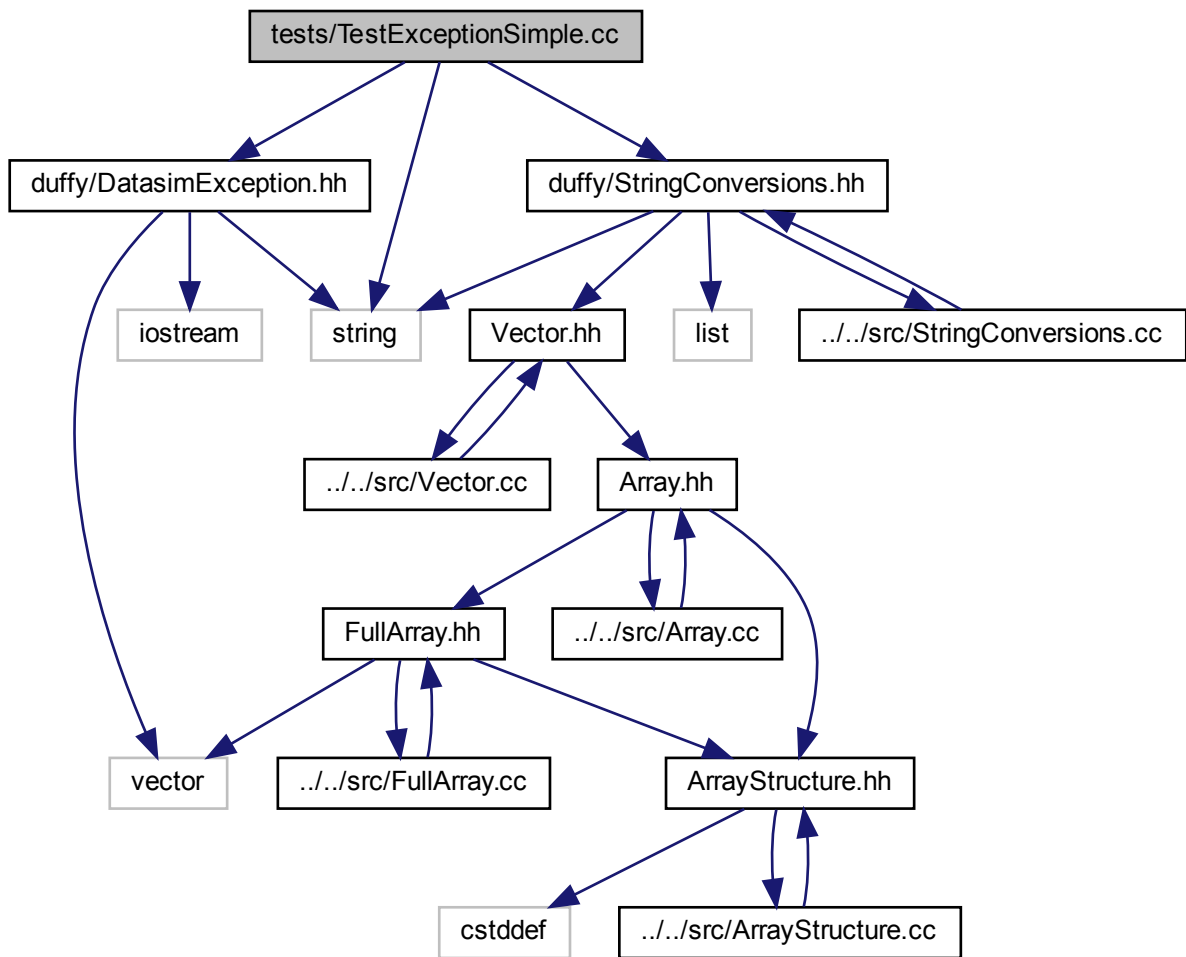 tests/TestExceptionSimple.cc
duffy/DatasimException.hh
duffy/StringConversions.hh
iostream
string
Vector.hh
list
../../src/StringConversions.cc
../../src/Vector.cc
Array.hh
FullArray.hh
../../src/Array.cc
vector
../../src/FullArray.cc
ArrayStructure.hh
cstddef
../../src/ArrayStructure.cc